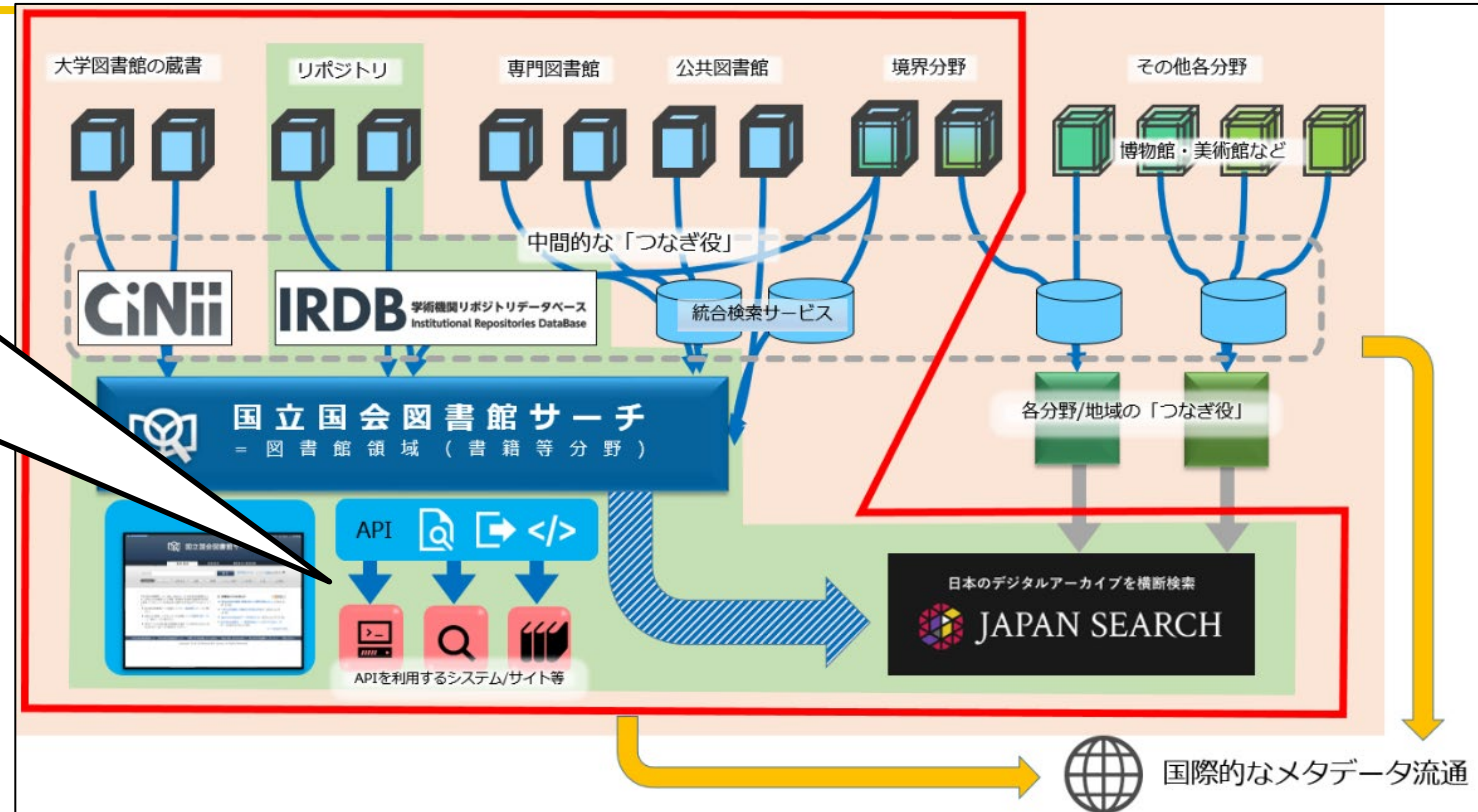 大学図書館の蔵書
リポジトリ
専門図書館
公共図書館
境界分野
その他各分野
博物館・美術館など
中間的な「つなぎ役」
CiNii
IRDB
学術機関リポジトリデータベース
Institutional Repositories DataBase
統合検索サービス
国立国会図書館サーチ
= 図書館領域(書籍等分野)
各分野/地域の「つなぎ役」
API
</>
APIを利用するシステム/サイト等
日本のデジタルアーカイブを横断検索
JAPAN SEARCH
国際的なメタデータ流通